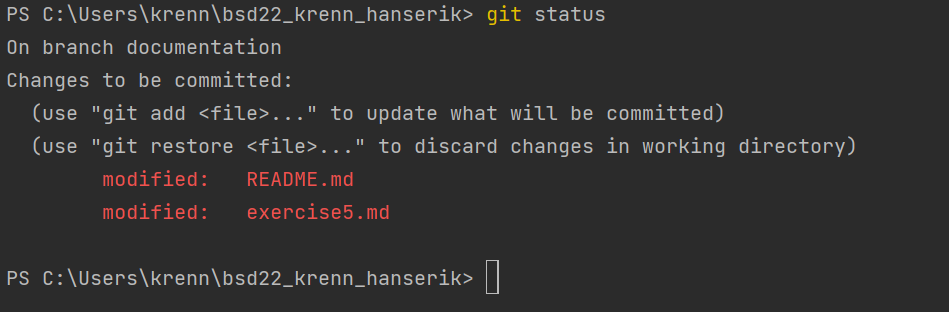 PS C:\Users\krenn\bsd22_krenn_hanserik> git status
On branch documentation
Changes to be committed:
  (use "git add <file>..." to update what will be committed)
  (use "git restore <file>..." to discard changes in working directory)
        modified:   README.md
        modified:   exercise5.md

PS C:\Users\krenn\bsd22_krenn_hanserik>